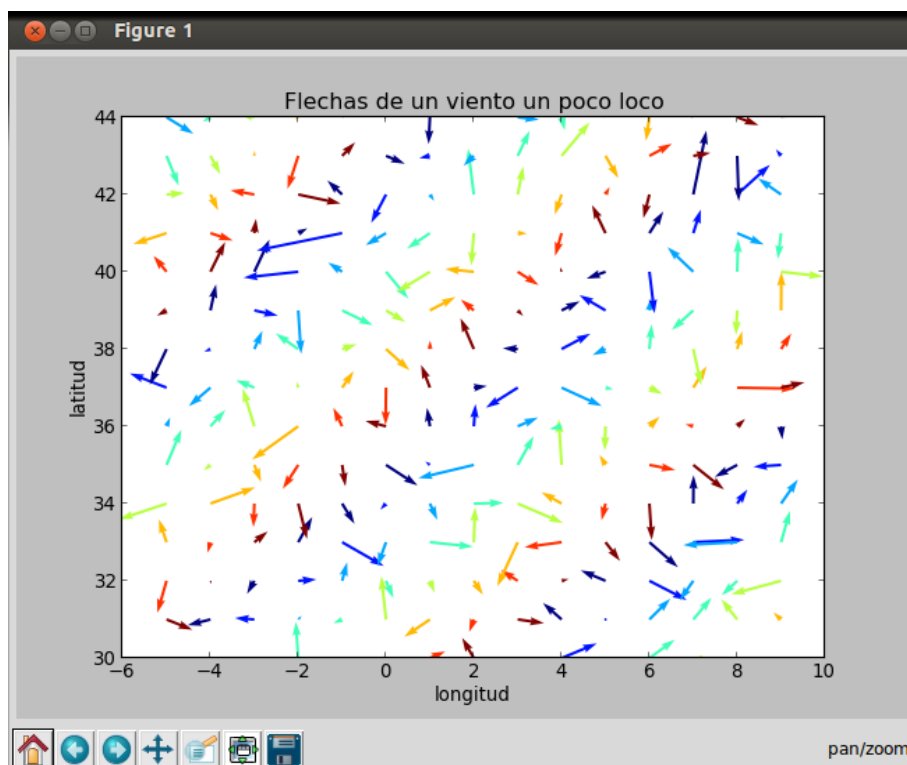 Figure 1
Flechas de un viento un poco loco
44
42
40
38
36
34
32
30
latitud
−6 −4 −2 0 2 4 6 8 10
longitud
pan/zoom